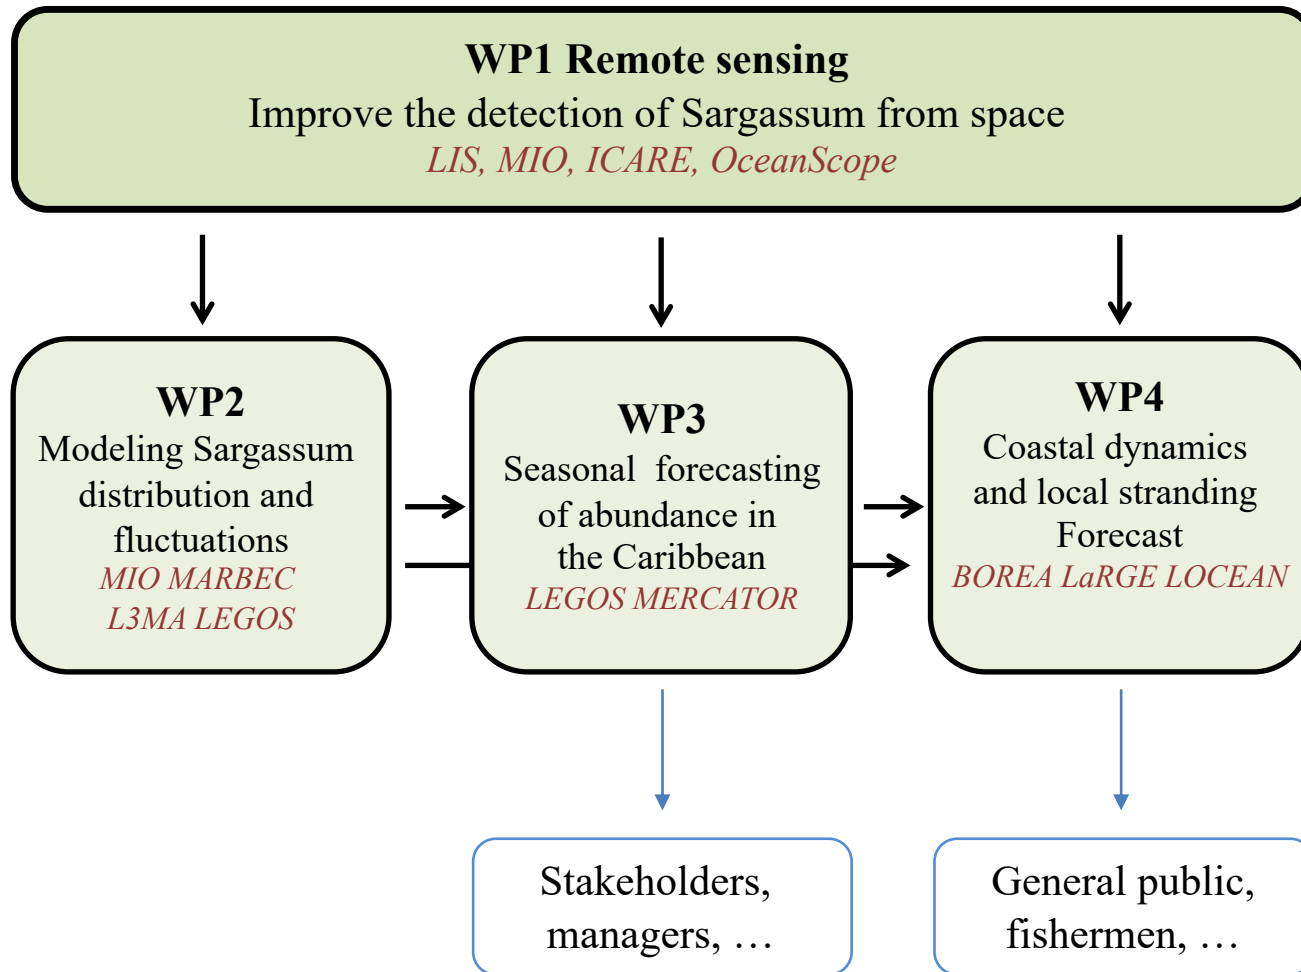 WP1 Remote sensing
Improve the detection of Sargassum from space
LIS, MIO, ICARE, OceanScope
WP2
Modeling Sargassum
distribution and
fluctuations
MIO MARBEC
L3MA LEGOS
WP3
Seasonal  forecasting
of abundance in
the Caribbean
LEGOS MERCATOR
WP4
Coastal dynamics
and local stranding
Forecast
BOREA LaRGE LOCEAN
Stakeholders,
managers, …
General public,
fishermen, …